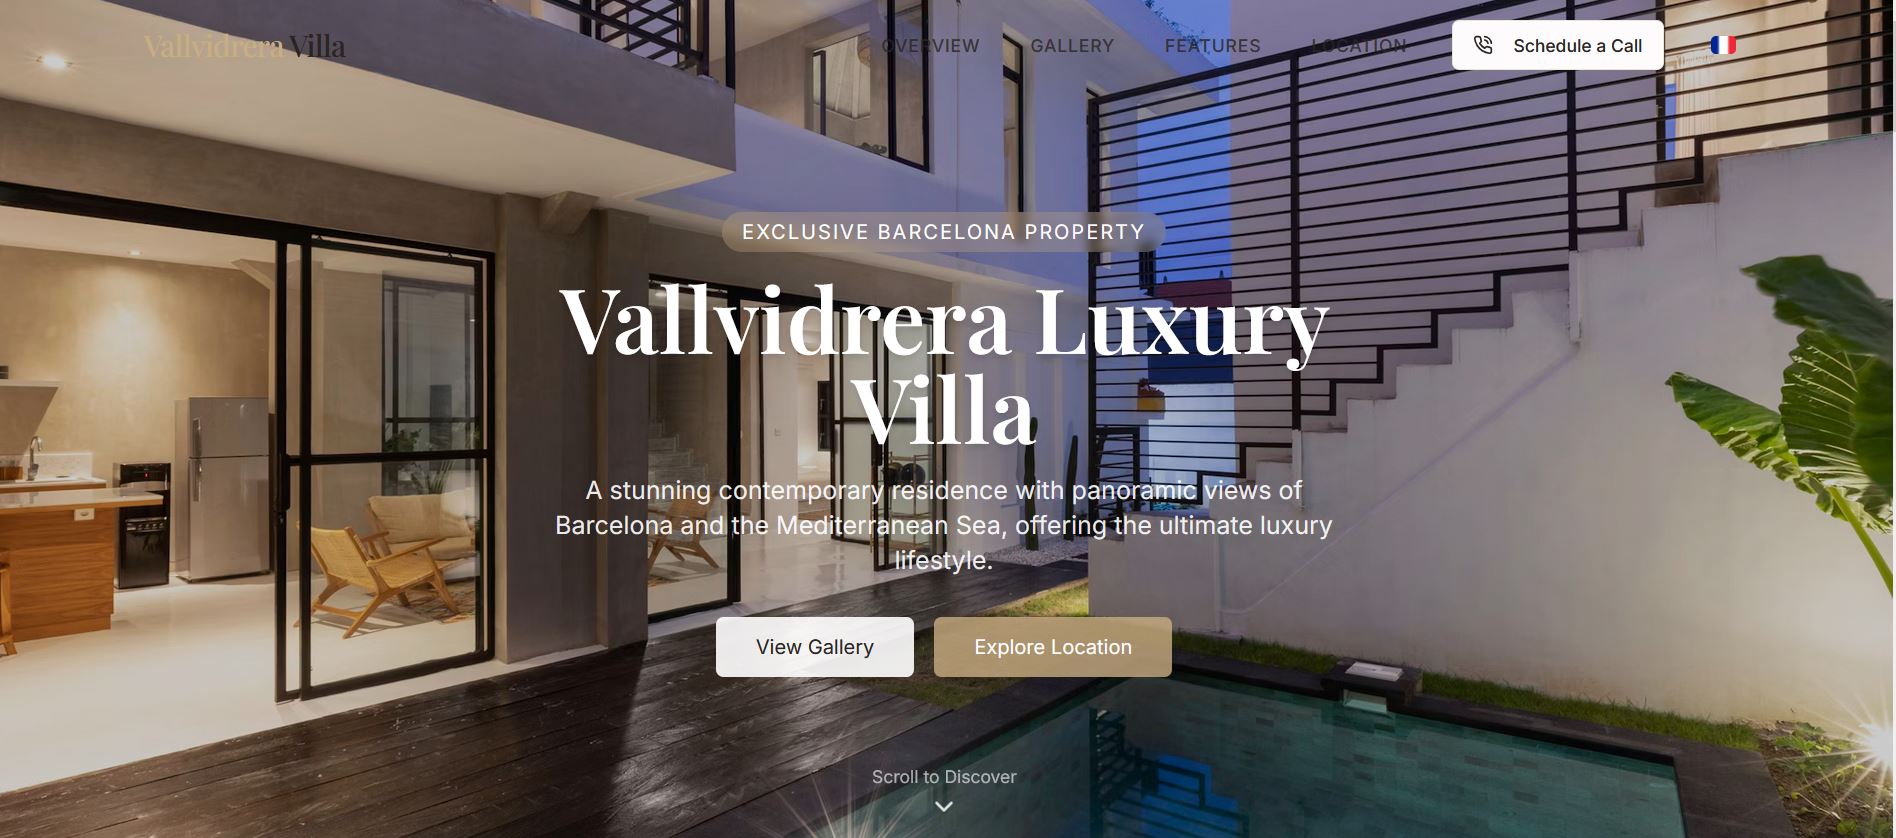 Vallvidrera Villa
OVERVIEW GALLERY FEATURES LOCATION Schedule a Call
EXCLUSIVE BARCELONA PROPERTY
Vallvidrera Luxury
Villa
A stunning contemporary residence with panoramic views of
Barcelona and the Mediterranean Sea, offering the ultimate luxury
lifestyle.
View Gallery Explore Location
Scroll to Discover